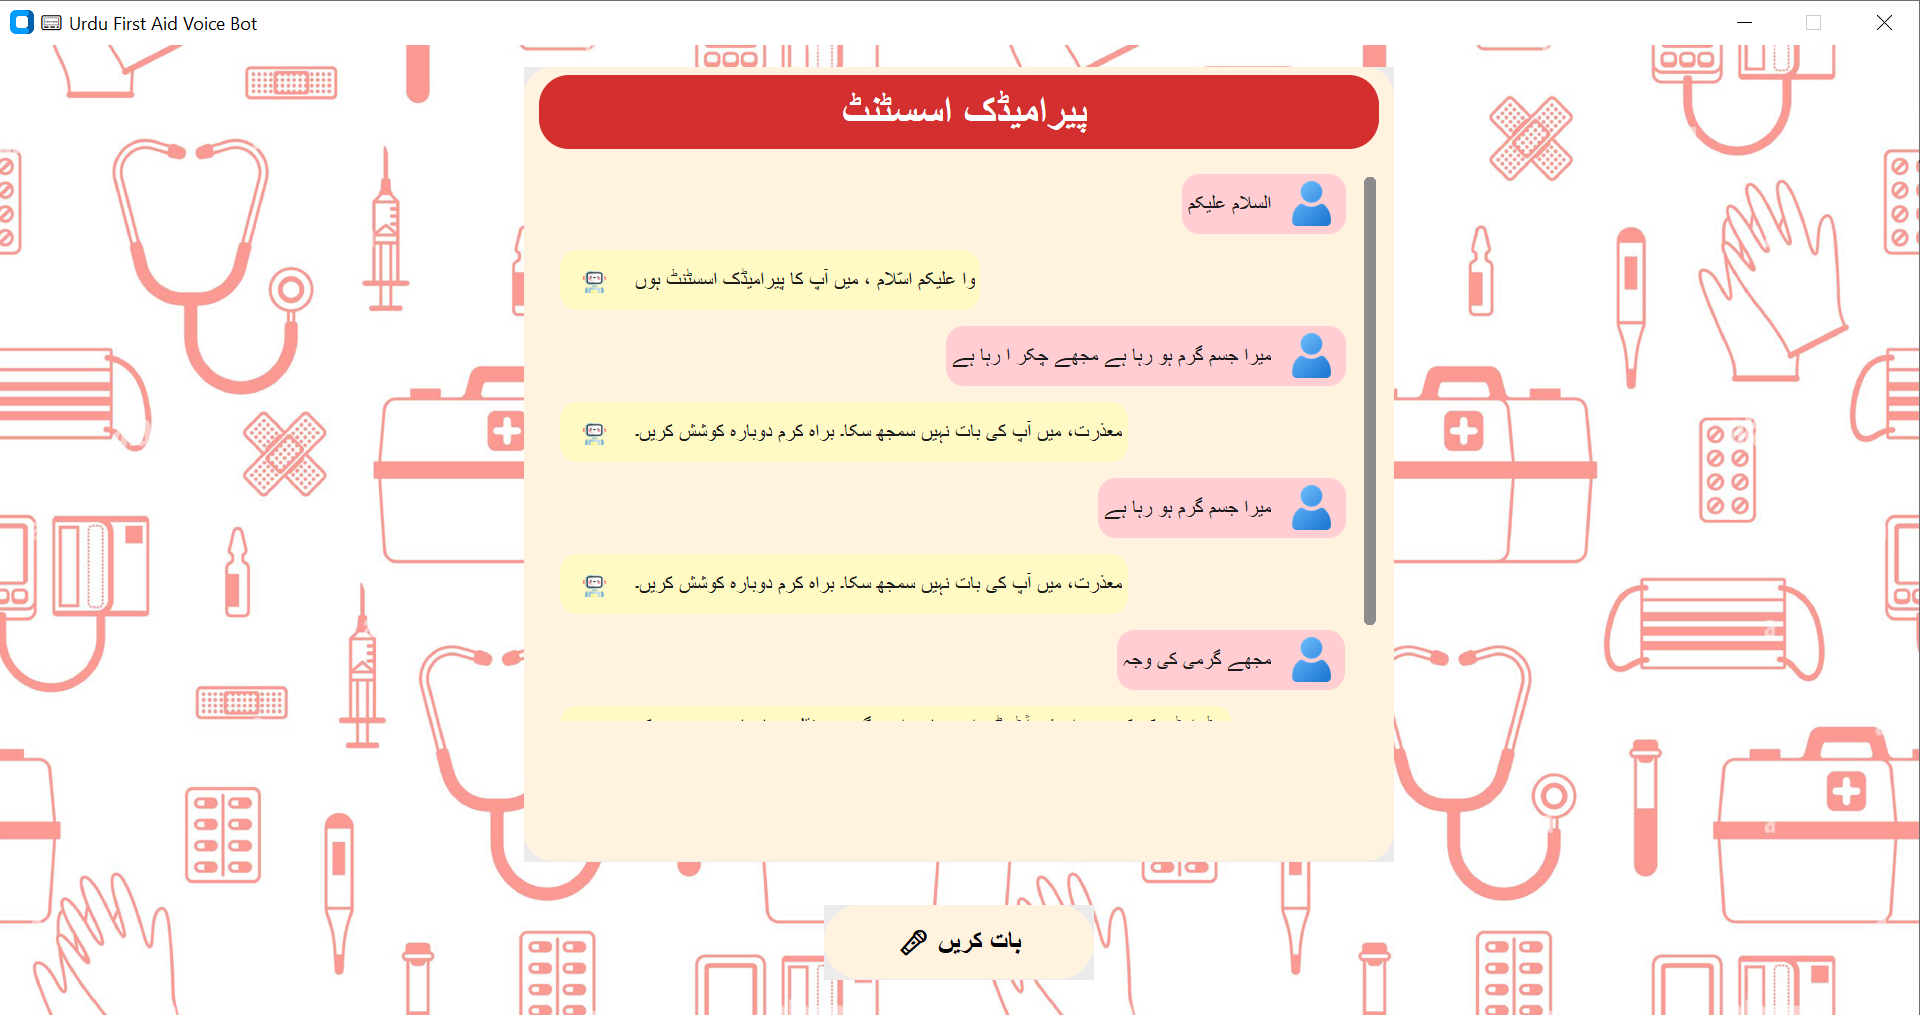 Urdu First Aid Voice Bot
پیرامیڈک اسسٹنٹ
السلام علیکم
وا علیکم اسّلام ، میں آپ کا پیرامیڈک اسسٹنٹ ہوں
میرا جسم گرم ہو رہا ہے مجھے چکر ا رہا ہے
معذرت، میں آپ کی بات نہیں سمجھ سکا۔ براہ کرم دوبارہ کوشش کریں۔
میرا جسم گرم ہو رہا ہے
معذرت، میں آپ کی بات نہیں سمجھ سکا۔ براہ کرم دوبارہ کوشش کریں۔
مجھے گرمی کی وجہ
بات کریں